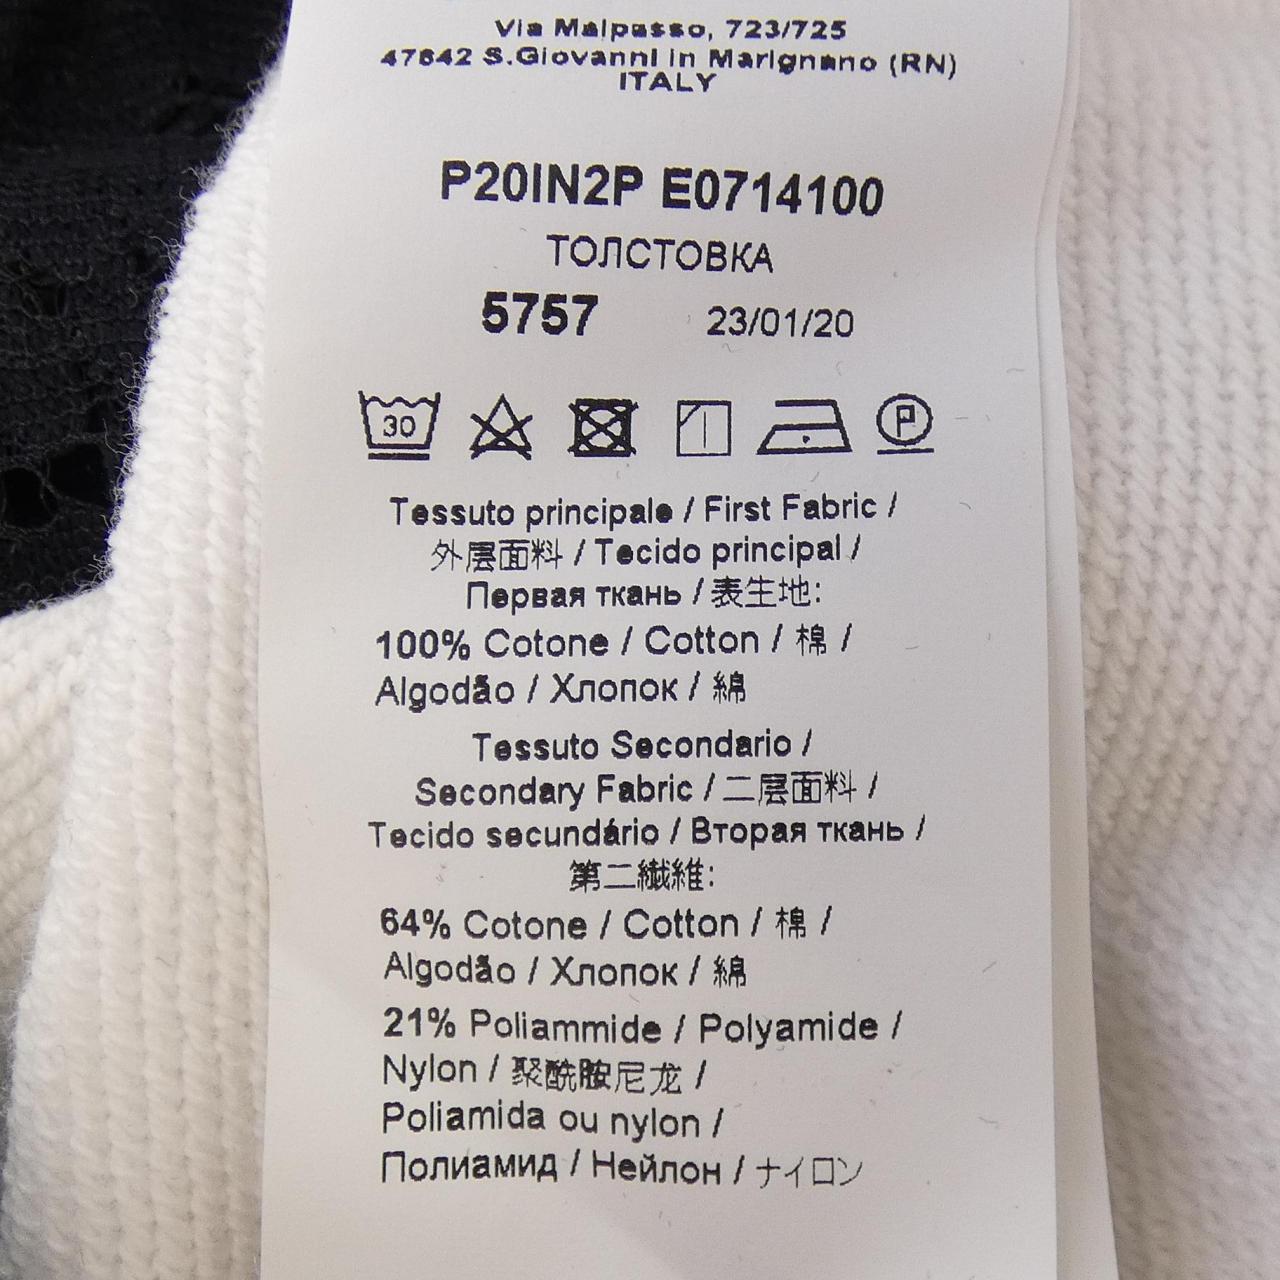 Via Malpasso, 723/725
47842 S.Giovanni in Marignano (RN)
ITALY
P20IN2P E0714100
ТОЛСТОВКА
5757 23/01/20
30 P
Tessuto principale / First Fabric /
外层面料 / Tecido principal /
Первая ткань / 表生地:
100% Cotone / Cotton / 棉 /
Algodão / Хлопок / 綿
Tessuto Secondario /
Secondary Fabric / 二层面料 /
Tecido secundário / Вторая ткань /
第二繊維:
64% Cotone / Cotton / 棉 /
Algodão / Хлопок / 綿
21% Poliammide / Polyamide /
Nylon / 聚酰胺尼龙 /
Poliamida ou nylon /
Полиамид / Нейлон / ナイロン